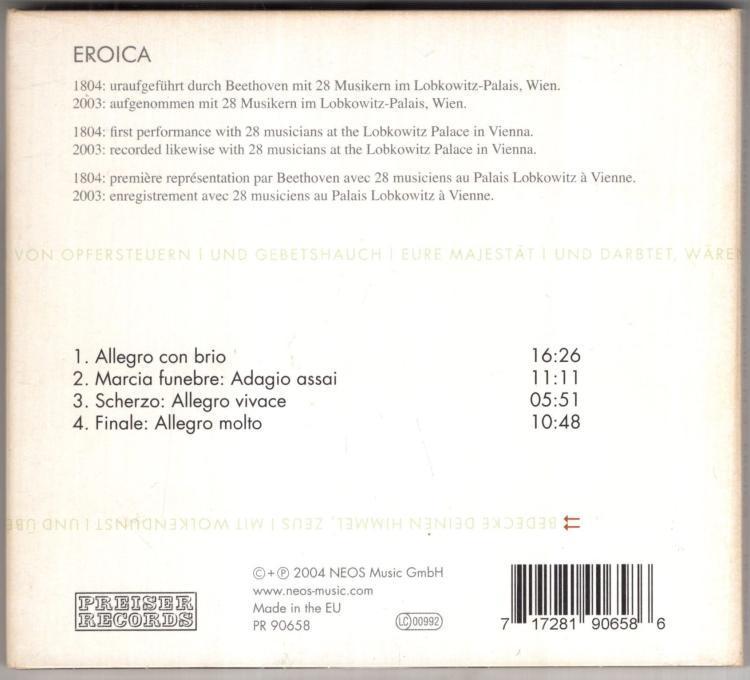 EROICA
1804: uraufgeführt durch Beethoven mit 28 Musikern im Lobkowitz-Palais, Wien.
2003: aufgenommen mit 28 Musikern im Lobkowitz-Palais, Wien.
1804: first performance with 28 musicians at the Lobkowitz Palace in Vienna.
2003: recorded likewise with 28 musicians at the Lobkowitz Palace in Vienna.
1804: première représentation par Beethoven avec 28 musiciens au Palais Lobkowitz à Vienne.
2003: enregistrement avec 28 musiciens au Palais Lobkowitz à Vienne.
VON OPFERSTEUERN | UND GEBETSHAUCH | EURE MAJESTÄT | UND DARBTET, WÄREN
1. Allegro con brio 16:26
2. Marcia funebre: Adagio assai 11:11
3. Scherzo: Allegro vivace 05:51
4. Finale: Allegro molto 10:48
BEDECKE DEINEN HIMMEL, ZEUS | MIT WOLKENDUNST | UND ÜBE
PREISER
RECORDS
©+℗ 2004 NEOS Music GmbH
www.neos-music.com
Made in the EU
PR 90658
LC 00992
7 17281 90658 6